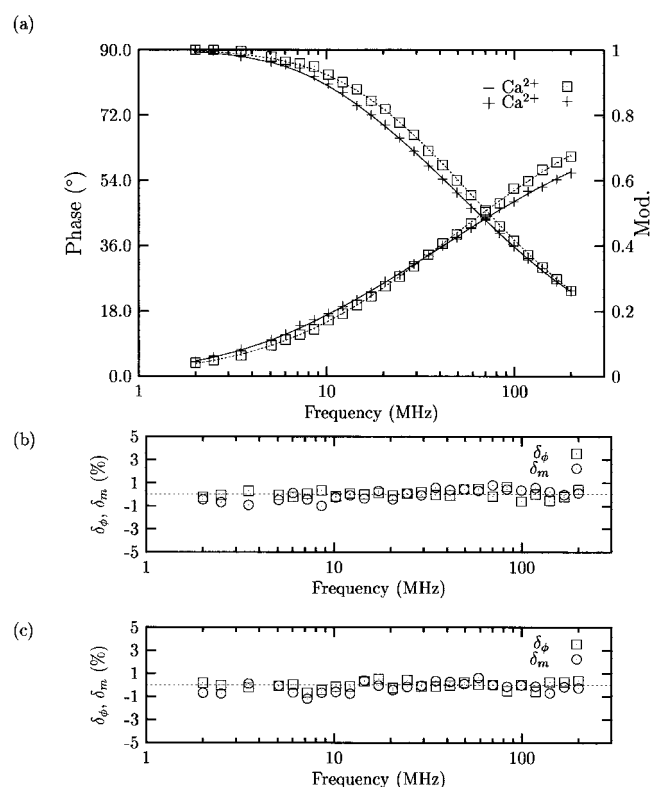 (a)
90.0
72.0
54.0
36.0
18.0
0.0
Phase (°)
1
0.8
0.6
0.4
0.2
0
Mod.
− Ca²⁺
+ Ca²⁺
1 10 100
Frequency (MHz)
(b)
5
3
1
-1
-3
-5
δϕ, δm (%)
δϕ
δm
1 10 100
Frequency (MHz)
(c)
5
3
1
-1
-3
-5
δϕ, δm (%)
δϕ
δm
1 10 100
Frequency (MHz)